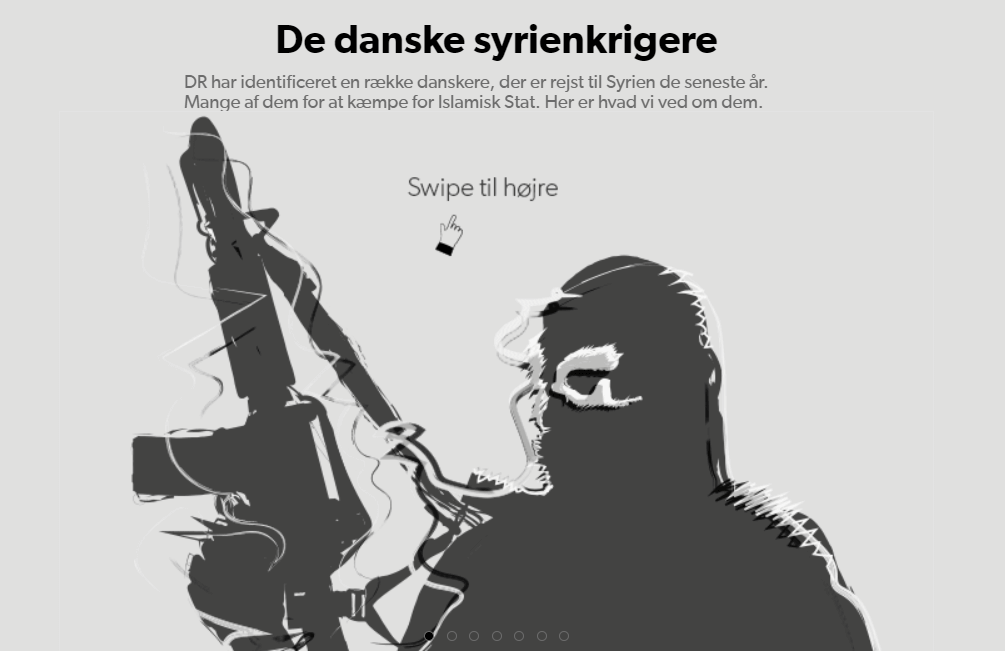 De danske syrienkrigere
DR har identificeret en række danskere, der er rejst til Syrien de seneste år.
Mange af dem for at kæmpe for Islamisk Stat. Her er hvad vi ved om dem.
Swipe til højre